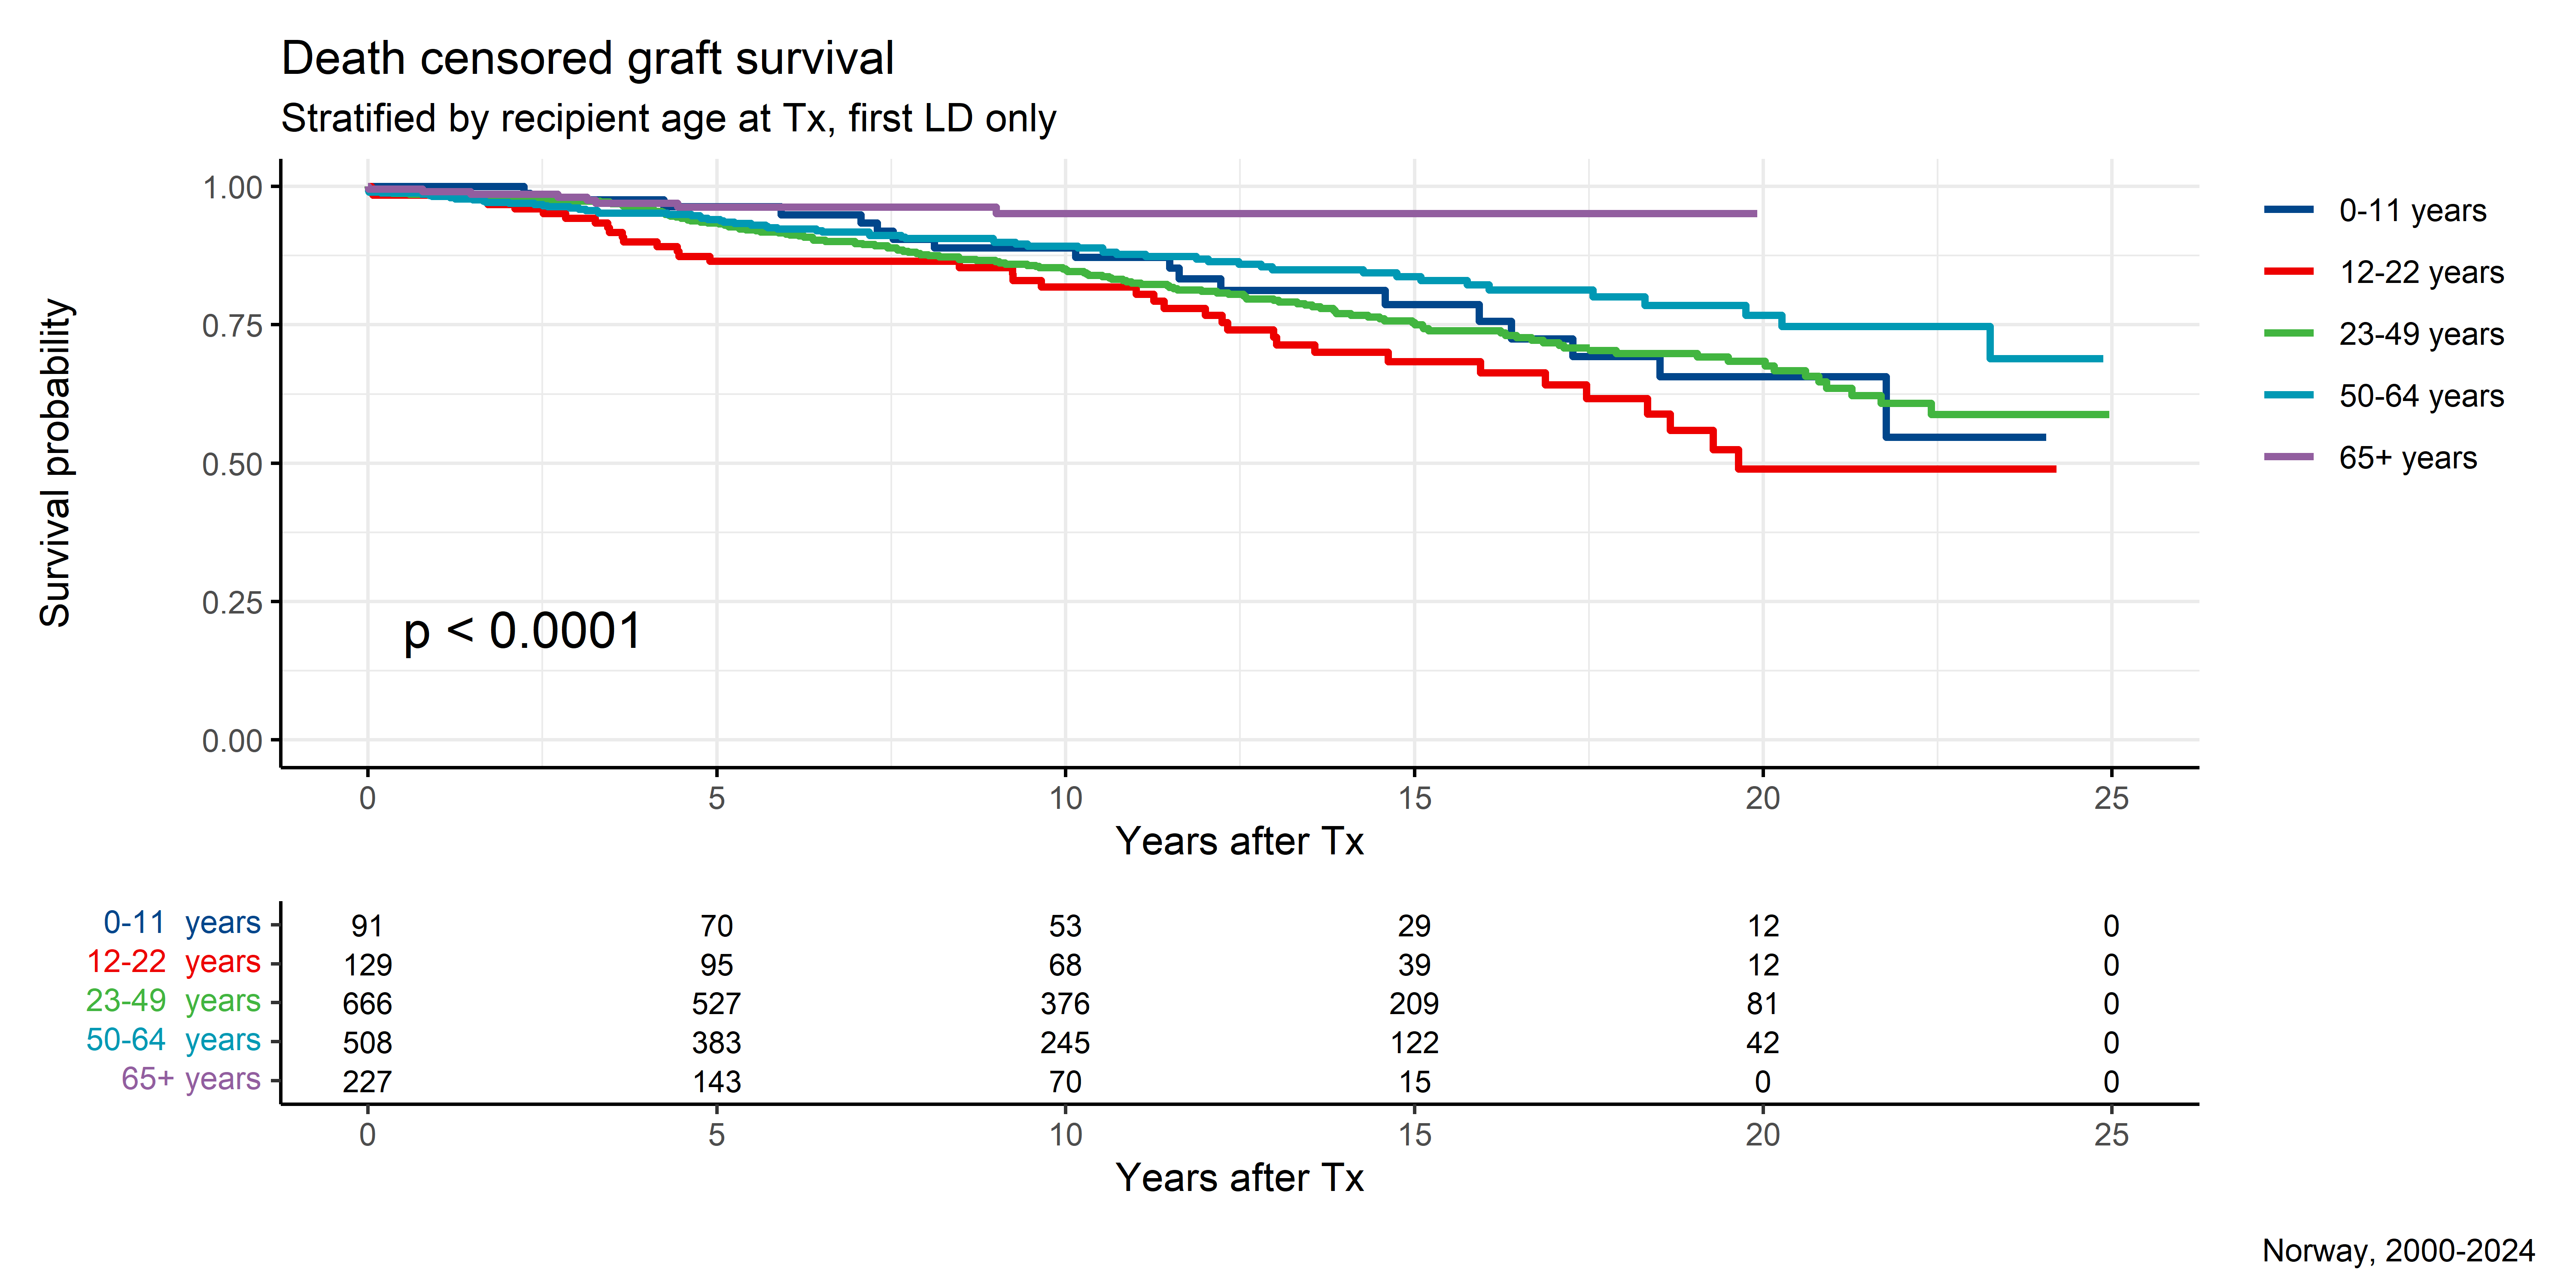 Death censored graft survival
Stratified by recipient age at Tx, first LD only
Survival probability
1.00
0.75
0.50
0.25
0.00
p < 0.0001
0 5 10 15 20 25
Years after Tx
0-11 years
12-22 years
23-49 years
50-64 years
65+ years
0-11 years 91 70 53 29 12 0
12-22 years 129 95 68 39 12 0
23-49 years 666 527 376 209 81 0
50-64 years 508 383 245 122 42 0
65+ years 227 143 70 15 0 0
0 5 10 15 20 25
Years after Tx
Norway, 2000-2024